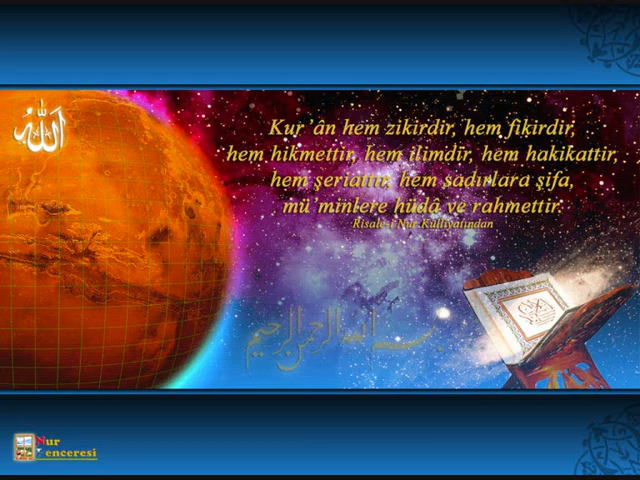 الله
Kur'ân hem zikirdir, hem fikirdir,
hem hikmettir, hem ilimdir, hem hakikattir,
hem şeriattır, hem sadırlara şifa,
mü'minlere hüdâ ve rahmettir.
Risale-i Nur Külliyatından
بسم الله الرحمن الرحيم
Nur
Penceresi